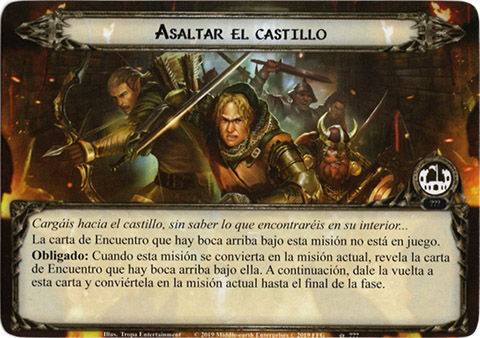 Asaltar el castillo
???
Cargáis hacia el castillo, sin saber lo que encontraréis en su interior...
La carta de Encuentro que hay boca arriba bajo esta misión no está en juego.
Obligado: Cuando esta misión se convierta en la misión actual, revela la carta
de Encuentro que hay boca arriba bajo ella. A continuación, dale la vuelta a
esta carta y conviértela en la misión actual hasta el final de la fase.
Illus. Tropa Entertainment © 2019 Middle-earth Enterprises © 2019 FFG ???